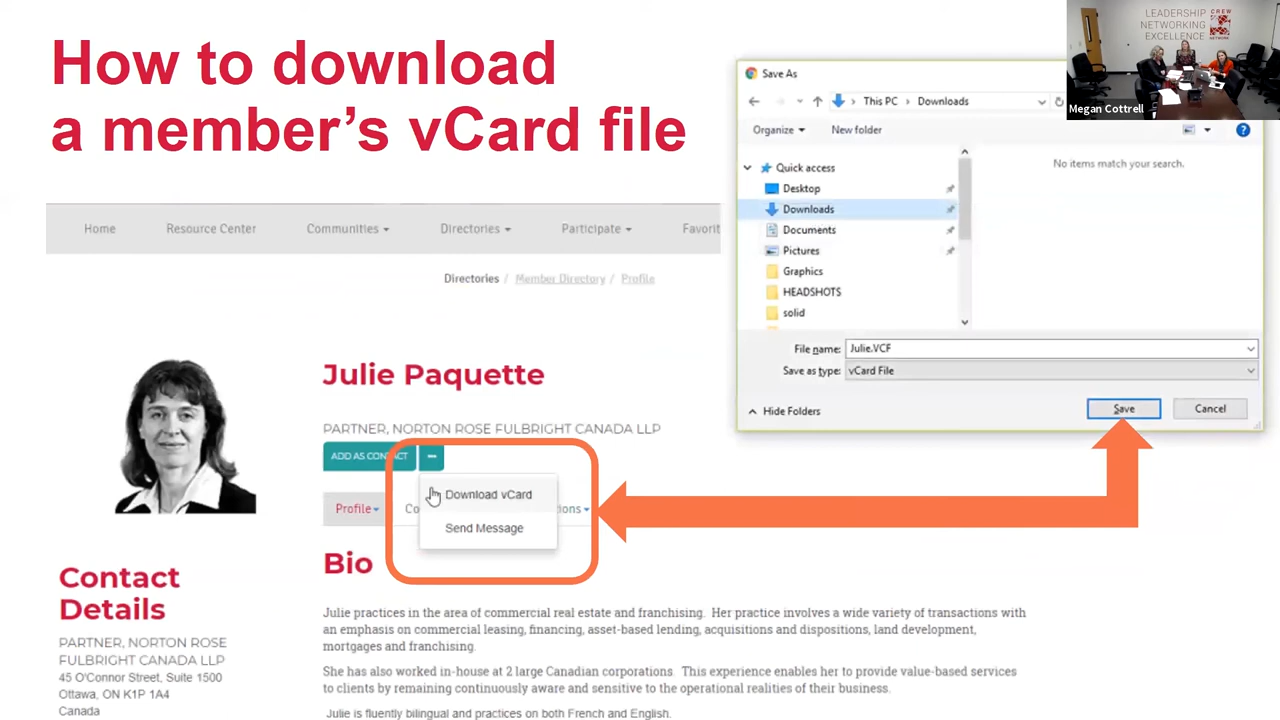 How to download
a member's vCard file
Home Resource Center Communities Directories Participate Favorit
Directories / Member Directory / Profile
Julie Paquette
PARTNER, NORTON ROSE FULBRIGHT CANADA LLP
ADD AS CONTACT
Download vCard
Profile Co ions
Send Message
Bio
Julie practices in the area of commercial real estate and franchising. Her practice involves a wide variety of transactions with
an emphasis on commercial leasing, financing, asset-based lending, acquisitions and dispositions, land development,
mortgages and franchising.
She has also worked in-house at 2 large Canadian corporations. This experience enables her to provide value-based services
to clients by remaining continuously aware and sensitive to the operational realities of their business.
Julie is fluently bilingual and practices on both French and English.
Contact
Details
PARTNER, NORTON ROSE
FULBRIGHT CANADA LLP
45 O'Connor Street, Suite 1500
Ottawa, ON K1P 1A4
Canada
Save As
This PC > Downloads
Organize New folder
Quick access
Desktop
Downloads
Documents
Pictures
Graphics
HEADSHOTS
solid
No items match your search.
File name: Julie.VCF
Save as type: vCard File
Hide Folders Save Cancel
LEADERSHIP
NETWORKING
EXCELLENCE
CREW
NETWORK
Megan Cottrell